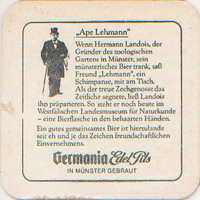 „Ape Lehmann"
Wenn Hermann Landois, der
Gründer des zoologischen
Gartens in Münster, sein
münsterisches Bier trank, saß
Freund „Lehmann", ein
Schimpanse, mit am Tisch.
Als der treue Zechgenosse das
Zeitliche segnete, ließ Landois
ihn präparieren. So steht er noch heute im
Westfälischen Landesmuseum für Naturkunde
– eine Bierflasche in den behaarten Händen.
Ein gutes gemeinsames Bier ist hierzulande
seit eh und je das Zeichen freundschaftlichen
Einvernehmens.
Germania Edel Pils
IN MÜNSTER GEBRAUT